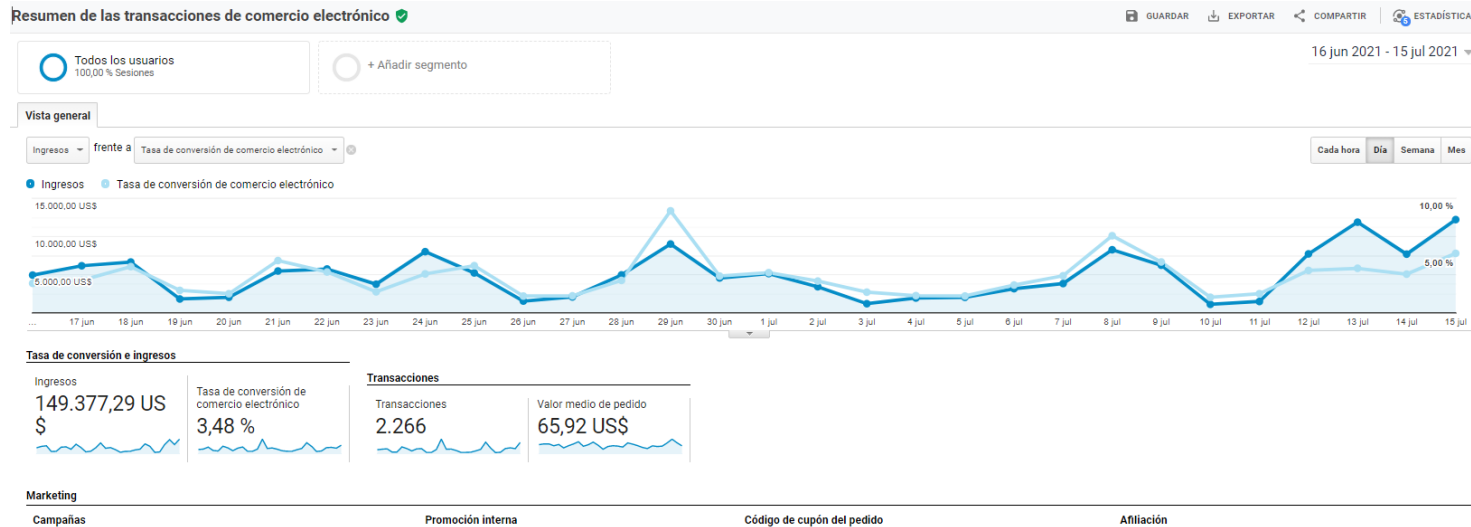 Resumen de las transacciones de comercio electrónico
GUARDAR EXPORTAR COMPARTIR 5 ESTADÍSTICA
Todos los usuarios
100,00 % Sesiones
+ Añadir segmento
16 jun 2021 - 15 jul 2021
Vista general
Ingresos frente a Tasa de conversión de comercio electrónico
Cada hora Día Semana Mes
Ingresos Tasa de conversión de comercio electrónico
15.000,00 US$ 10,00 %
10.000,00 US$
5.000,00 US$ 5,00 %
... 17 jun 18 jun 19 jun 20 jun 21 jun 22 jun 23 jun 24 jun 25 jun 26 jun 27 jun 28 jun 29 jun 30 jun 1 jul 2 jul 3 jul 4 jul 5 jul 6 jul 7 jul 8 jul 9 jul 10 jul 11 jul 12 jul 13 jul 14 jul 15 jul
Tasa de conversión e ingresos
Ingresos
149.377,29 US
$
Tasa de conversión de
comercio electrónico
3,48 %
Transacciones
Transacciones
2.266
Valor medio de pedido
65,92 US$
Marketing
Campañas Promoción interna Código de cupón del pedido Afiliación